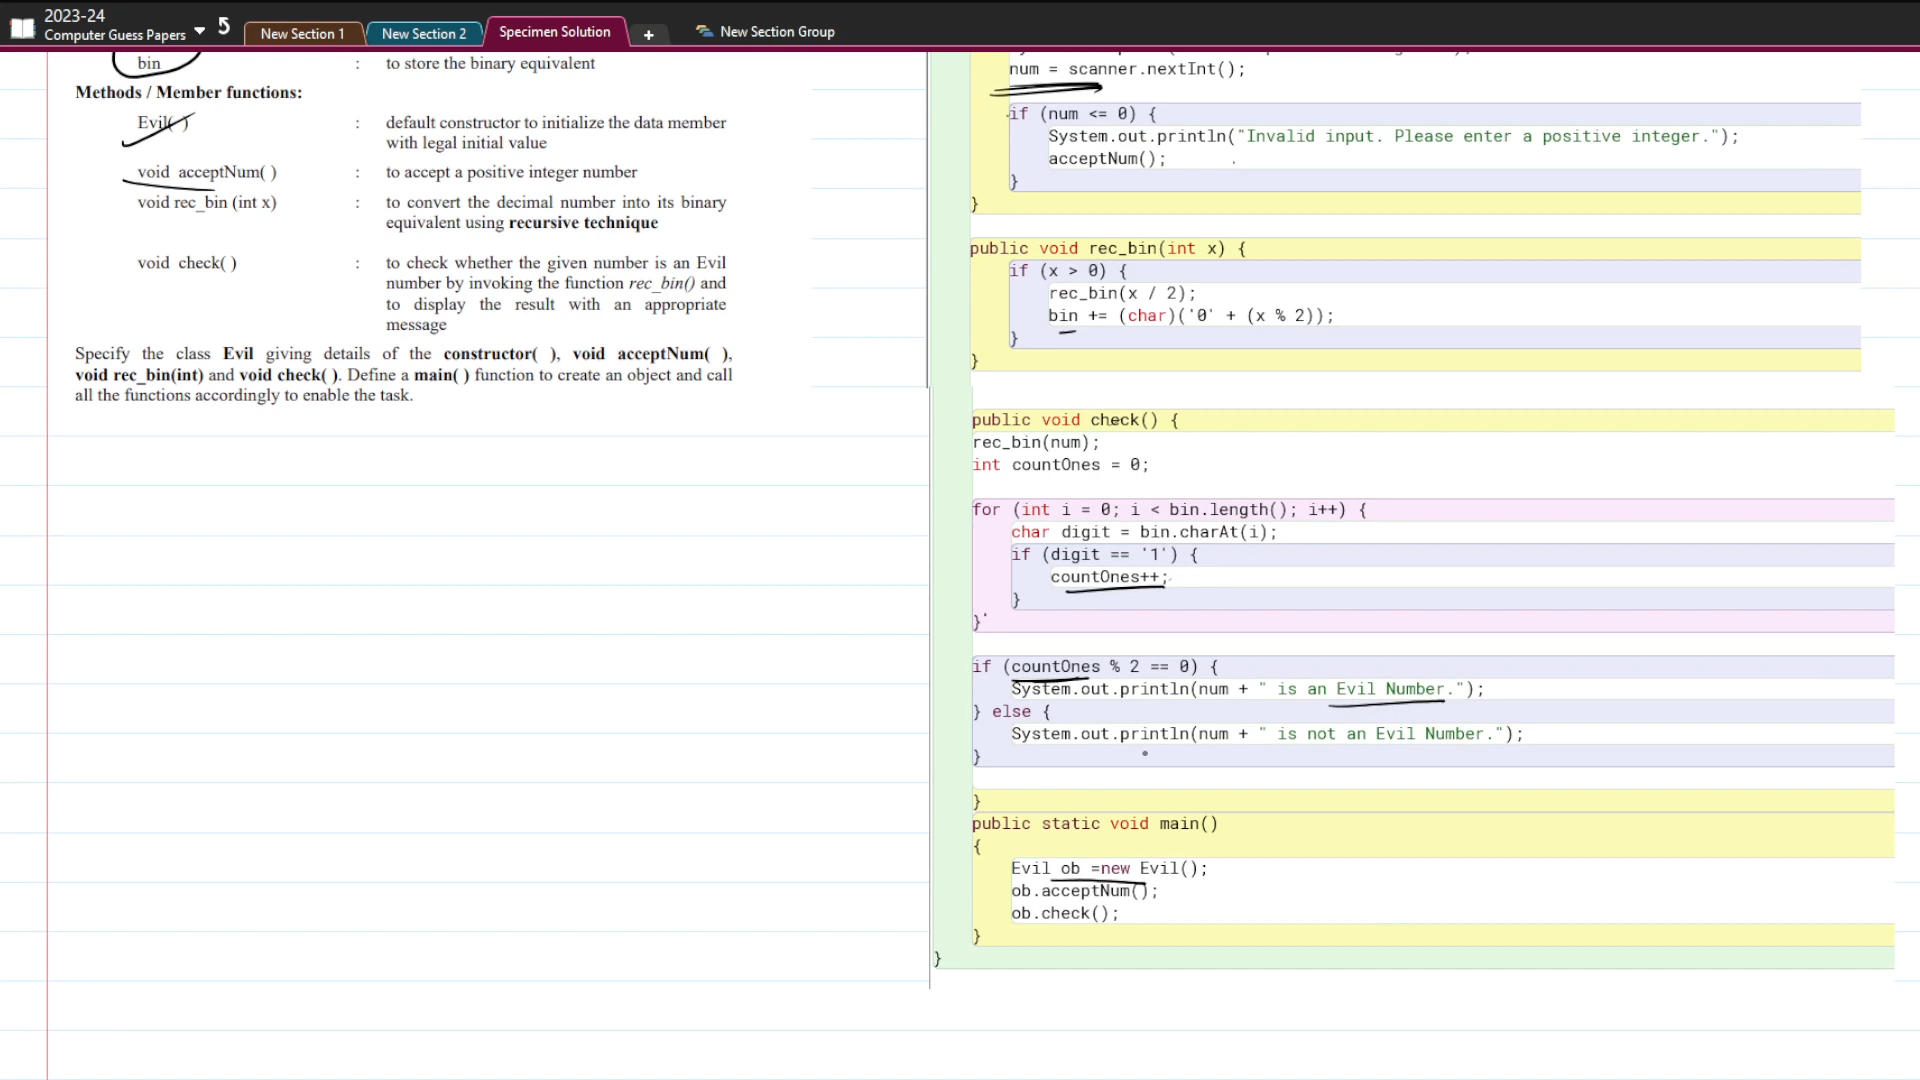 2023-24
Computer Guess Papers
New Section 1
New Section 2
Specimen Solution
+
New Section Group
bin : to store the binary equivalent
Methods / Member functions:
Evil( ) : default constructor to initialize the data member
with legal initial value
void acceptNum( ) : to accept a positive integer number
void rec_bin (int x) : to convert the decimal number into its binary
equivalent using recursive technique
void check( ) : to check whether the given number is an Evil
number by invoking the function rec_bin() and
to display the result with an appropriate
message
Specify the class Evil giving details of the constructor( ), void acceptNum( ),
void rec_bin(int) and void check( ). Define a main( ) function to create an object and call
all the functions accordingly to enable the task.
num = scanner.nextInt();
if (num <= 0) {
System.out.println("Invalid input. Please enter a positive integer.");
acceptNum();
}
}
public void rec_bin(int x) {
if (x > 0) {
rec_bin(x / 2);
bin += (char)('0' + (x % 2));
}
}
public void check() {
rec_bin(num);
int countOnes = 0;
for (int i = 0; i < bin.length(); i++) {
char digit = bin.charAt(i);
if (digit == '1') {
countOnes++;
}
}
if (countOnes % 2 == 0) {
System.out.println(num + " is an Evil Number.");
} else {
System.out.println(num + " is not an Evil Number.");
}
}
public static void main()
{
Evil ob =new Evil();
ob.acceptNum();
ob.check();
}
}